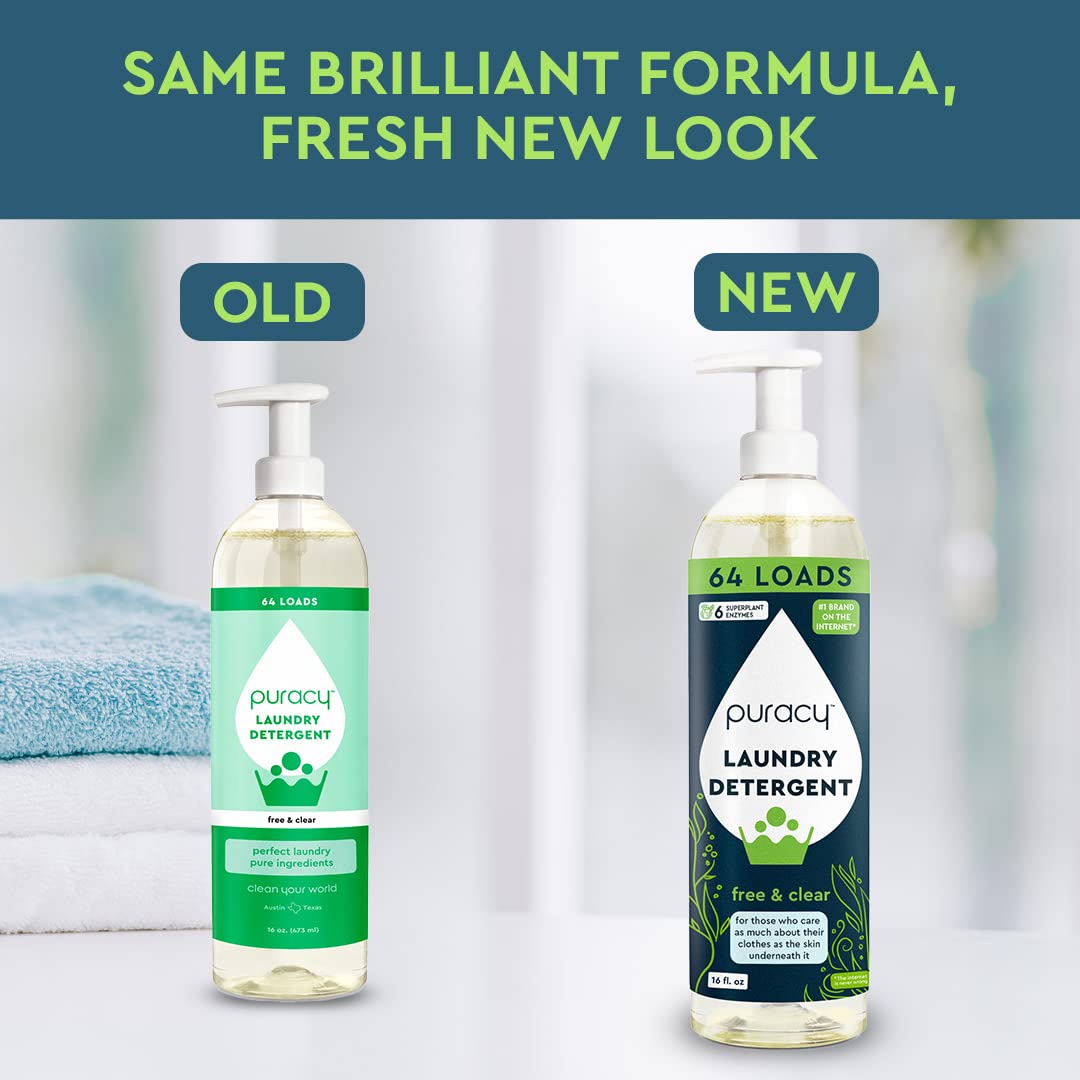 SAME BRILLIANT FORMULA,
FRESH NEW LOOK
OLD
NEW
64 LOADS
puracy™
LAUNDRY
DETERGENT
free & clear
perfect laundry
pure ingredients
clean your world
Austin Texas
16 oz. (473 ml)
64 LOADS
6 SUPERPLANT
ENZYMES
#1 BRAND
ON THE
INTERNET*
puracy™
LAUNDRY
DETERGENT
free & clear
for those who care
as much about their
clothes as the skin
underneath it
16 fl. oz
*The internet
is never wrong